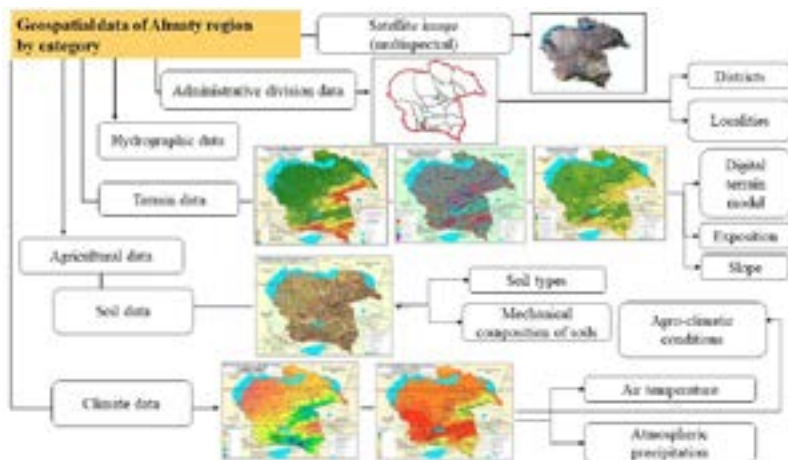 Geospatial data of Almaty region
by category
Satellite image
(multispectral)
Administrative division data
Districts
Localities
Hydrographic data
Terrain data
Digital
terrain
model
Exposition
Slope
Agricultural data
Soil data
Soil types
Mechanical
composition of soils
Agro-climatic
conditions
Climate data
Air temperature
Atmospheric
precipitation